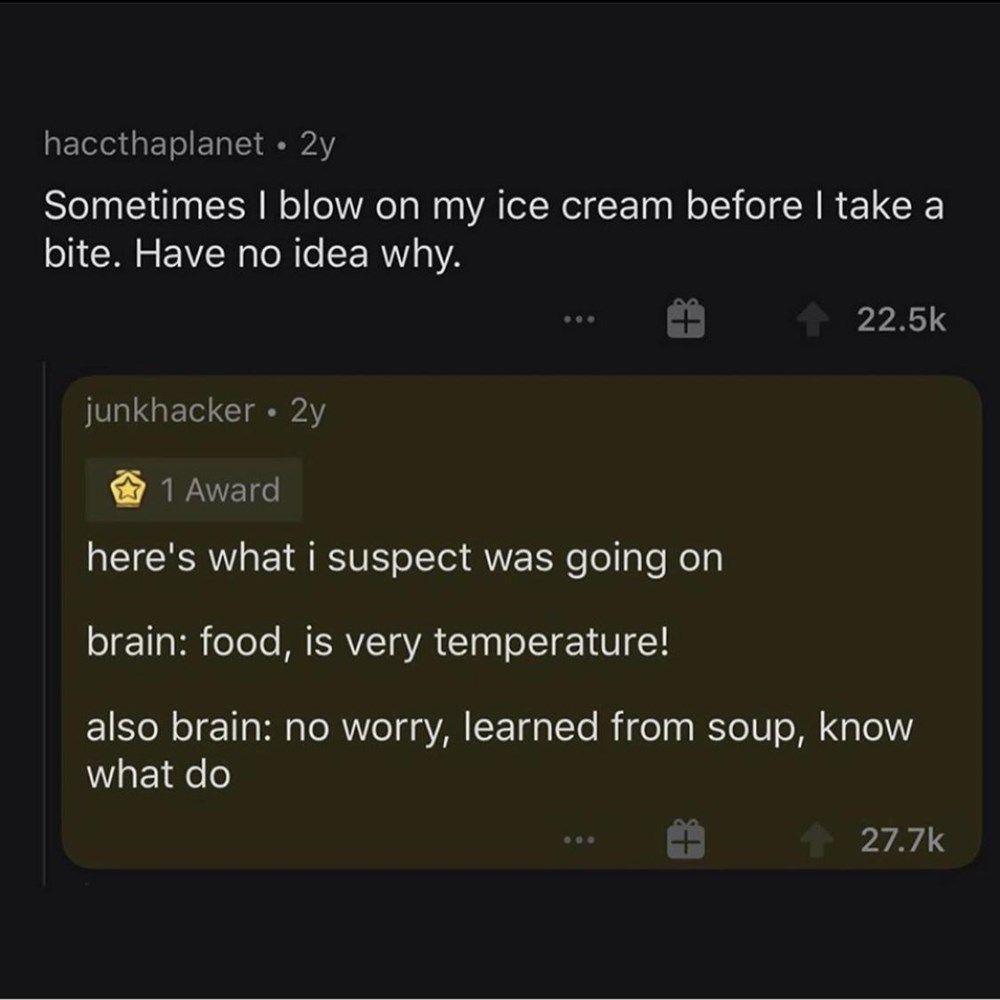 haccthaplanet • 2y
Sometimes I blow on my ice cream before I take a
bite. Have no idea why.
22.5k
junkhacker • 2y
1 Award
here's what i suspect was going on
brain: food, is very temperature!
also brain: no worry, learned from soup, know
what do
27.7k